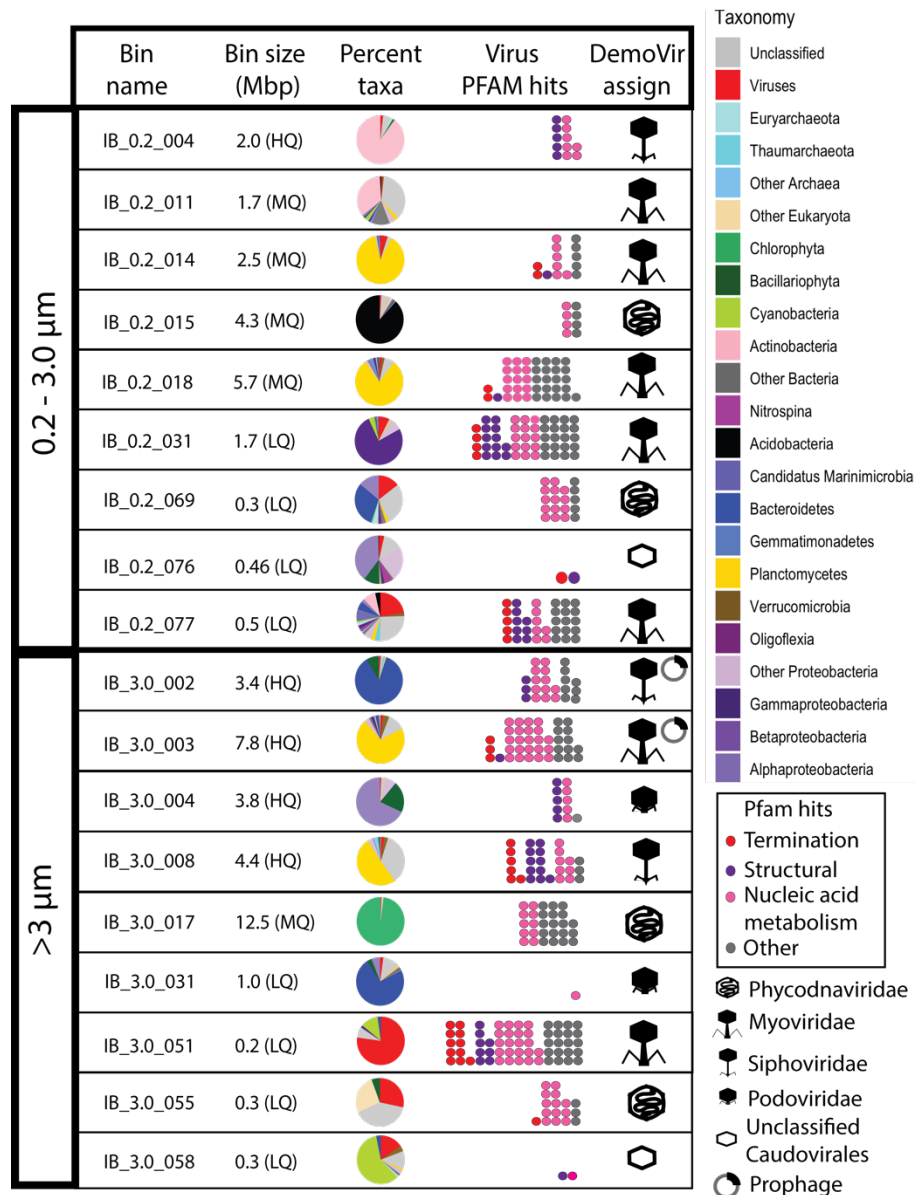 Bin name
Bin size (Mbp)
Percent taxa
Virus PFAM hits
DemoVir assign
0.2 - 3.0 µm
IB_0.2_004 2.0 (HQ)
IB_0.2_011 1.7 (MQ)
IB_0.2_014 2.5 (MQ)
IB_0.2_015 4.3 (MQ)
IB_0.2_018 5.7 (MQ)
IB_0.2_031 1.7 (LQ)
IB_0.2_069 0.3 (LQ)
IB_0.2_076 0.46 (LQ)
IB_0.2_077 0.5 (LQ)
>3 µm
IB_3.0_002 3.4 (HQ)
IB_3.0_003 7.8 (HQ)
IB_3.0_004 3.8 (HQ)
IB_3.0_008 4.4 (HQ)
IB_3.0_017 12.5 (MQ)
IB_3.0_031 1.0 (LQ)
IB_3.0_051 0.2 (LQ)
IB_3.0_055 0.3 (LQ)
IB_3.0_058 0.3 (LQ)
Taxonomy
Unclassified
Viruses
Euryarchaeota
Thaumarchaeota
Other Archaea
Other Eukaryota
Chlorophyta
Bacillariophyta
Cyanobacteria
Actinobacteria
Other Bacteria
Nitrospina
Acidobacteria
Candidatus Marinimicrobia
Bacteroidetes
Gemmatimonadetes
Planctomycetes
Verrucomicrobia
Oligoflexia
Other Proteobacteria
Gammaproteobacteria
Betaproteobacteria
Alphaproteobacteria
Pfam hits
Termination
Structural
Nucleic acid
metabolism
Other
Phycodnaviridae
Myoviridae
Siphoviridae
Podoviridae
Unclassified
Caudovirales
Prophage